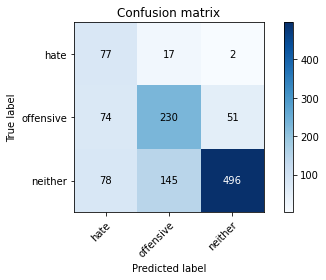 Confusion matrix
True label
hate 77 17 2
offensive 74 230 51
neither 78 145 496
hate offensive neither
Predicted label
400
300
200
100